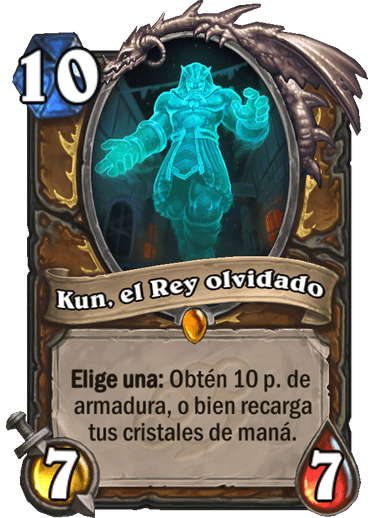 10
Kun, el Rey olvidado
Elige una: Obtén 10 p. de
armadura, o bien recarga
tus cristales de maná.
7
7